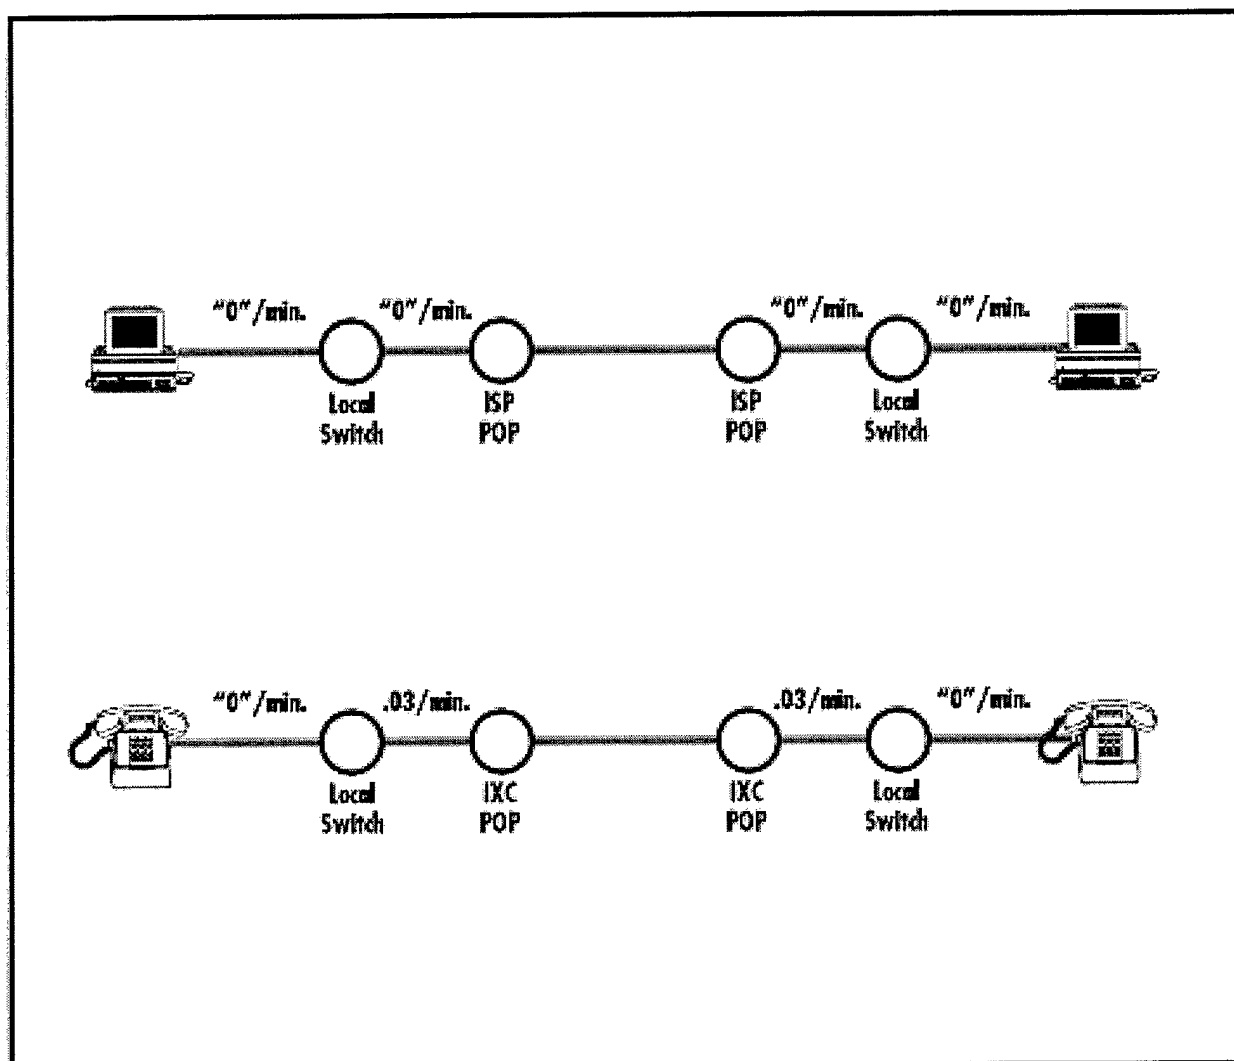 "0"/min. "0"/min. "0"/min. "0"/min.
Local ISP ISP Local
Switch POP POP Switch
"0"/min. .03/min. .03/min. "0"/min.
Local IXC IXC Local
Switch POP POP Switch